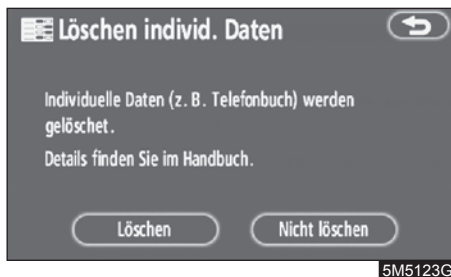 Löschen individ. Daten
Individuelle Daten (z. B. Telefonbuch) werden
gelöschet.
Details finden Sie im Handbuch.
Löschen
Nicht löschen
5M5123G